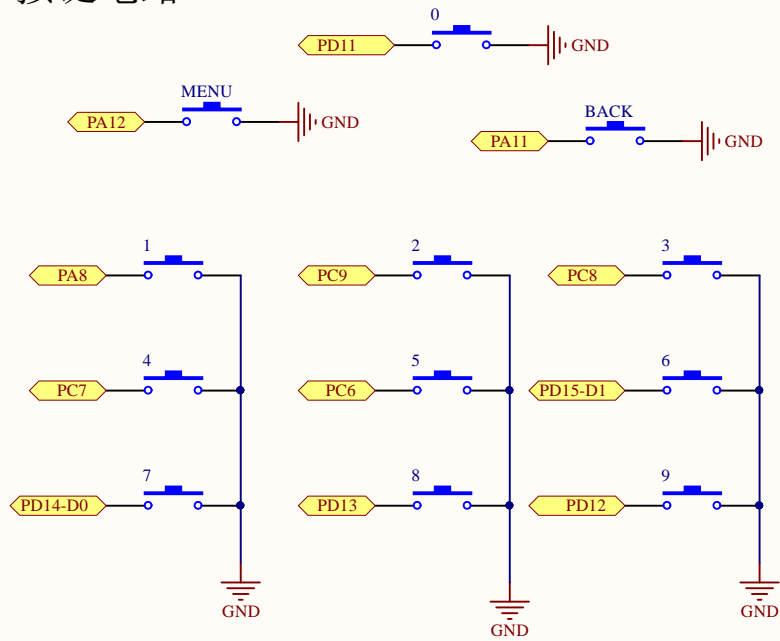 0
PD11 GND
MENU
PA12 GND
BACK
PA11 GND
1 2 3
PA8 PC9 PC8
4 5 6
PC7 PC6 PD15-D1
7 8 9
PD14-D0 PD13 PD12
GND GND GND